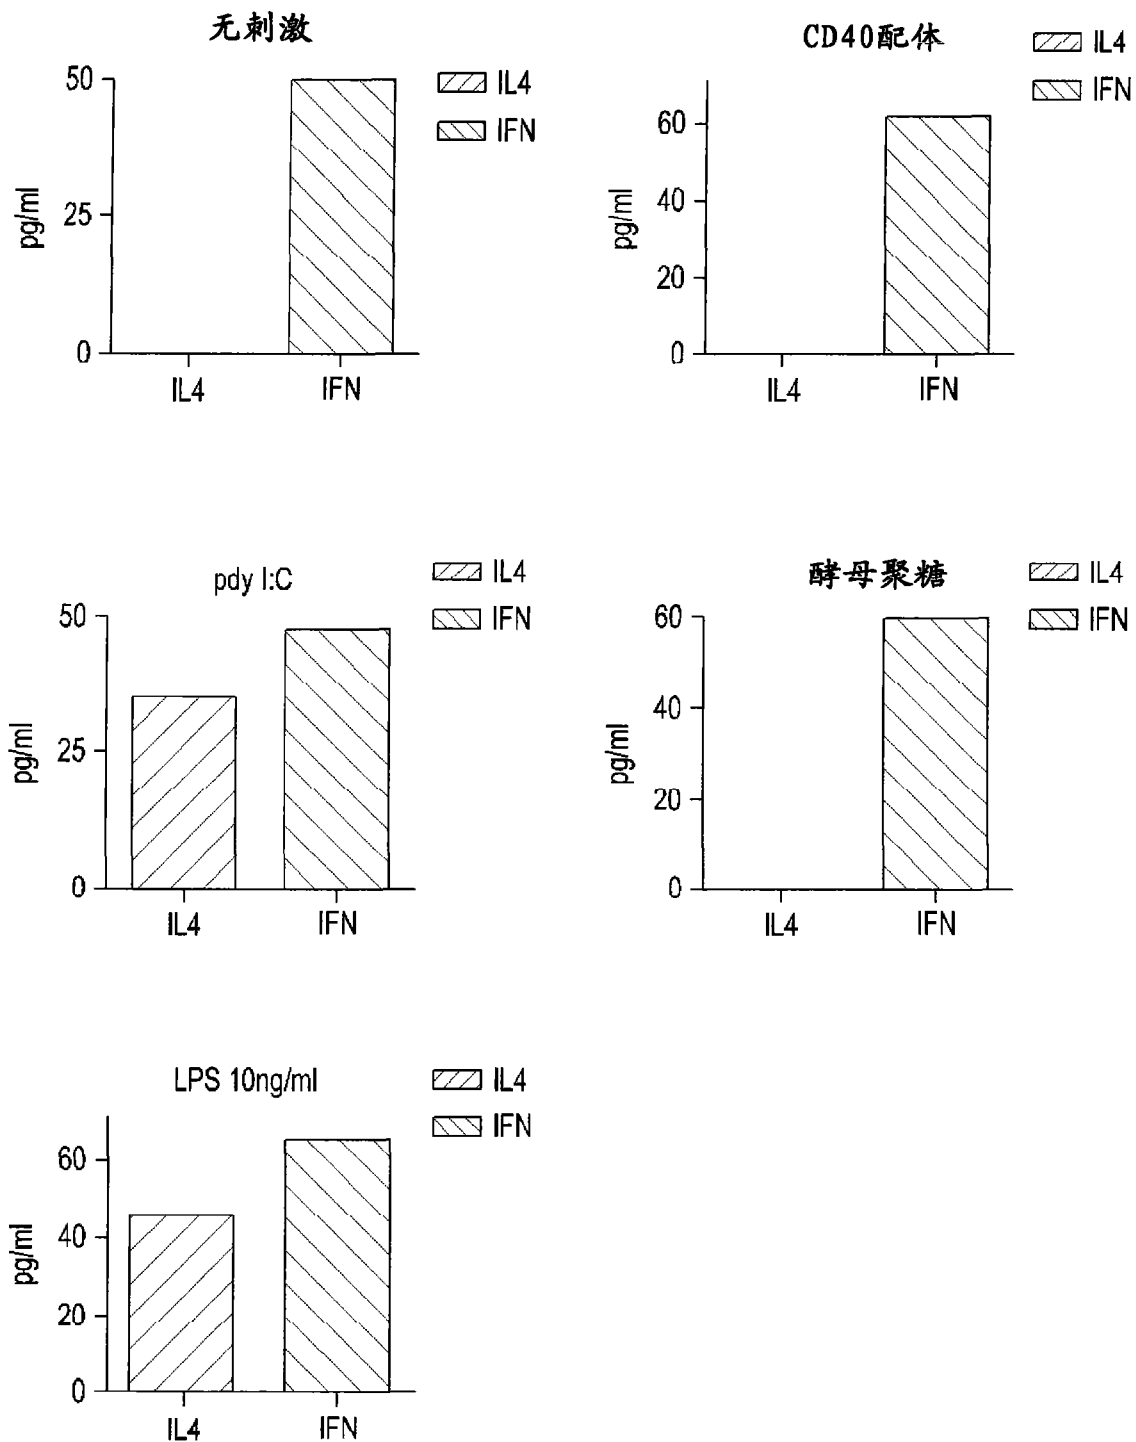 无刺激
IL4
IFN
50
25
0
pg/ml
IL4
IFN
CD40配体
IL4
IFN
60
40
20
0
pg/ml
IL4
IFN
pdy I:C
IL4
IFN
50
25
0
pg/ml
IL4
IFN
酵母聚糖
IL4
IFN
60
40
20
0
pg/ml
IL4
IFN
LPS 10ng/ml
IL4
IFN
60
40
20
0
pg/ml
IL4
IFN